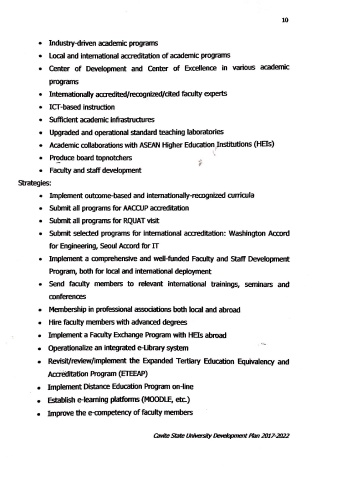 10
• Industry-driven academic programs
• Local and international accreditation of academic programs
• Center of Development and Center of Excellence in various academic
programs
• Internationally accredited/recognized/cited faculty experts
• ICT-based instruction
• Sufficient academic infrastructures
• Upgraded and operational standard teaching laboratories
• Academic collaborations with ASEAN Higher Education Institutions (HEIs)
• Produce board topnotchers
• Faculty and staff development
Strategies:
• Implement outcome-based and internationally-recognized curricula
• Submit all programs for AACCUP accreditation
• Submit all programs for RQUAT visit
• Submit selected programs for international accreditation: Washington Accord
for Engineering, Seoul Accord for IT
• Implement a comprehensive and well-funded Faculty and Staff Development
Program, both for local and international deployment
• Send faculty members to relevant international trainings, seminars and
conferences
• Membership in professional associations both local and abroad
• Hire faculty members with advanced degrees
• Implement a Faculty Exchange Program with HEIs abroad
• Operationalize an integrated e-Library system
• Revisit/review/implement the Expanded Tertiary Education Equivalency and
Accreditation Program (ETEEAP)
• Implement Distance Education Program on-line
• Establish e-learning platforms (MOODLE, etc.)
• Improve the e-competency of faculty members
Cavite State University Development Plan 2017-2022